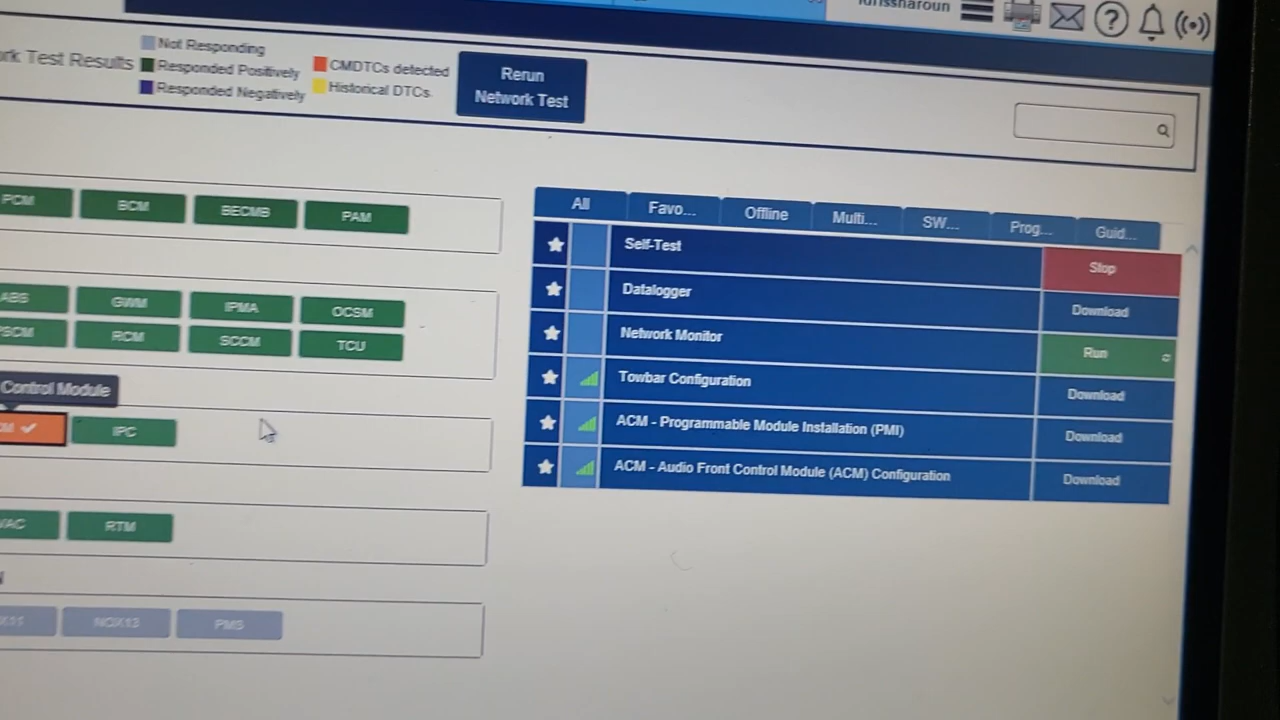 Not Responding
rk Test Results
Responded Positively
CMDTCs detected
Responded Negatively
Historical DTCs
Rerun
Network Test
PCM
BCM
BECMB
PAM
All
Favo...
Offline
Multi...
SW...
Prog...
Guid...
Self-Test
Stop
Datalogger
Download
Network Monitor
Run
Towbar Configuration
Download
ACM - Programmable Module Installation (PMI)
Download
ACM - Audio Front Control Module (ACM) Configuration
Download
ABS
GWM
IPMA
OCSM
SCM
RCM
SCCM
TCU
Control Module
IPC
VAC
RTM
NOX13
PMS